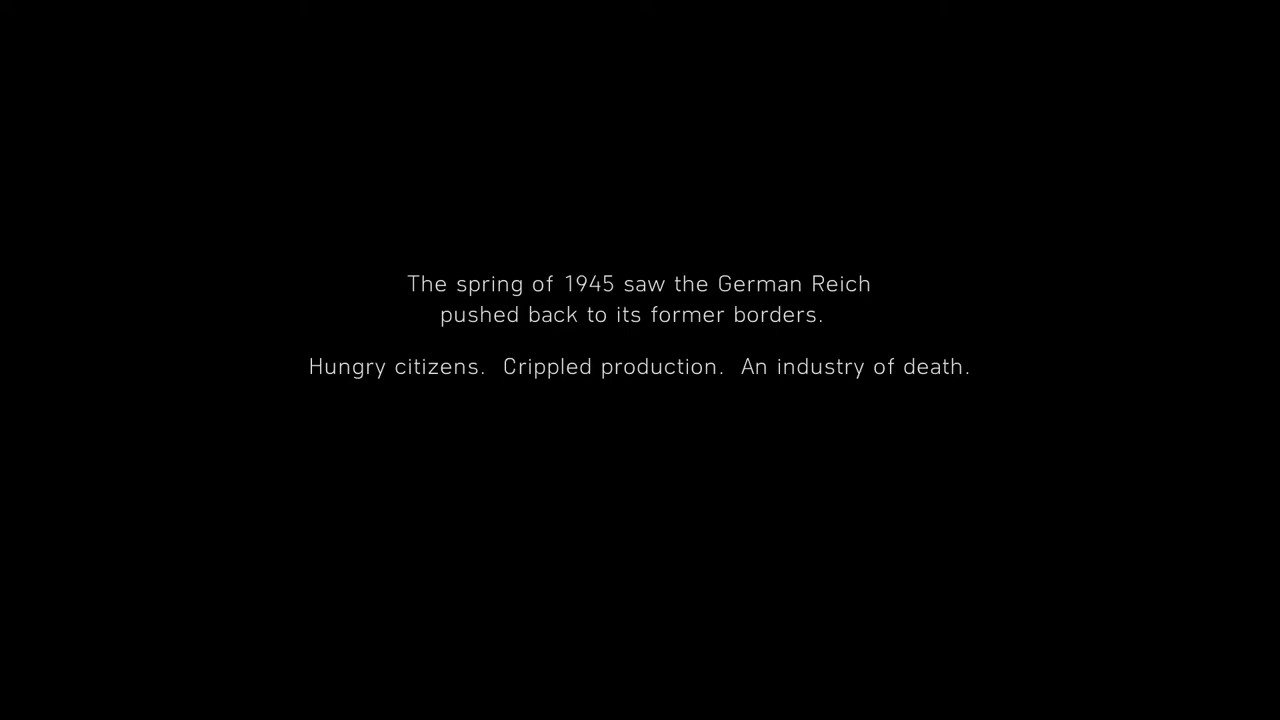 The spring of 1945 saw the German Reich
pushed back to its former borders.
Hungry citizens.  Crippled production.  An industry of death.